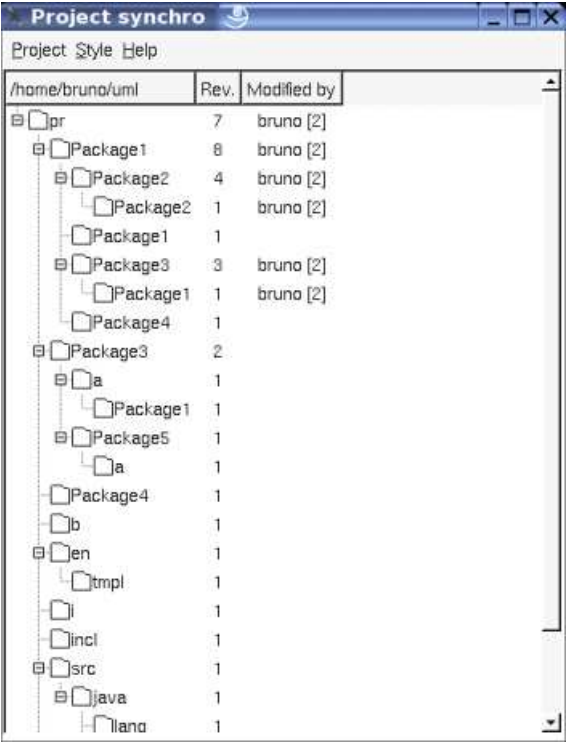 Project synchro
Project Style Help
/home/bruno/uml Rev. Modified by
pr 7 bruno [2]
Package1 8 bruno [2]
Package2 4 bruno [2]
Package2 1 bruno [2]
Package1 1
Package3 3 bruno [2]
Package1 1 bruno [2]
Package4 1
Package3 2
a 1
Package1 1
Package5 1
a 1
Package4 1
b 1
en 1
tmpl 1
i 1
incl 1
src 1
java 1
lang 1